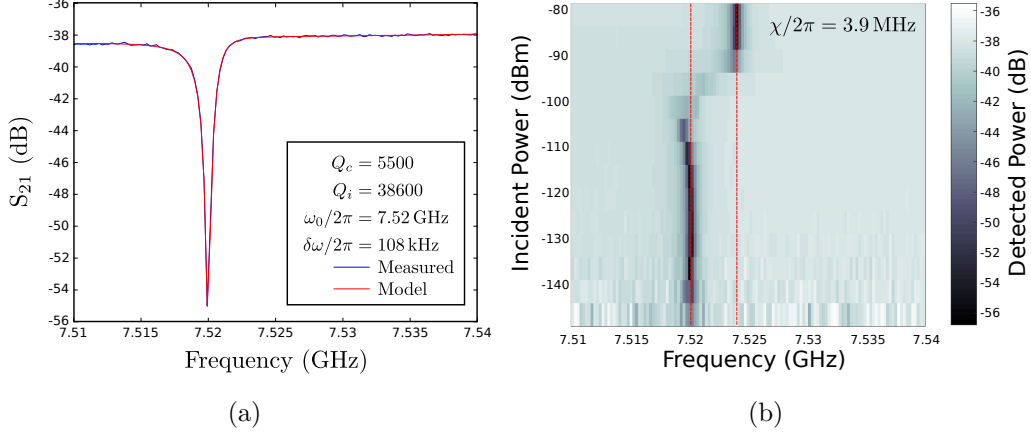 -36
-38
-40
-42
-44
-46
-48
-50
-52
-54
-56
S₂₁ (dB)
Q_c = 5500
Q_i = 38600
ω₀/2π = 7.52 GHz
δω/2π = 108 kHz
Measured
Model
7.51 7.515 7.52 7.525 7.53 7.535 7.54
Frequency (GHz)
(a)
χ/2π = 3.9 MHz
-80
-90
-100
-110
-120
-130
-140
Incident Power (dBm)
7.51 7.515 7.52 7.525 7.53 7.535 7.54
Frequency (GHz)
-36
-38
-40
-42
-44
-46
-48
-50
-52
-54
-56
Detected Power (dB)
(b)